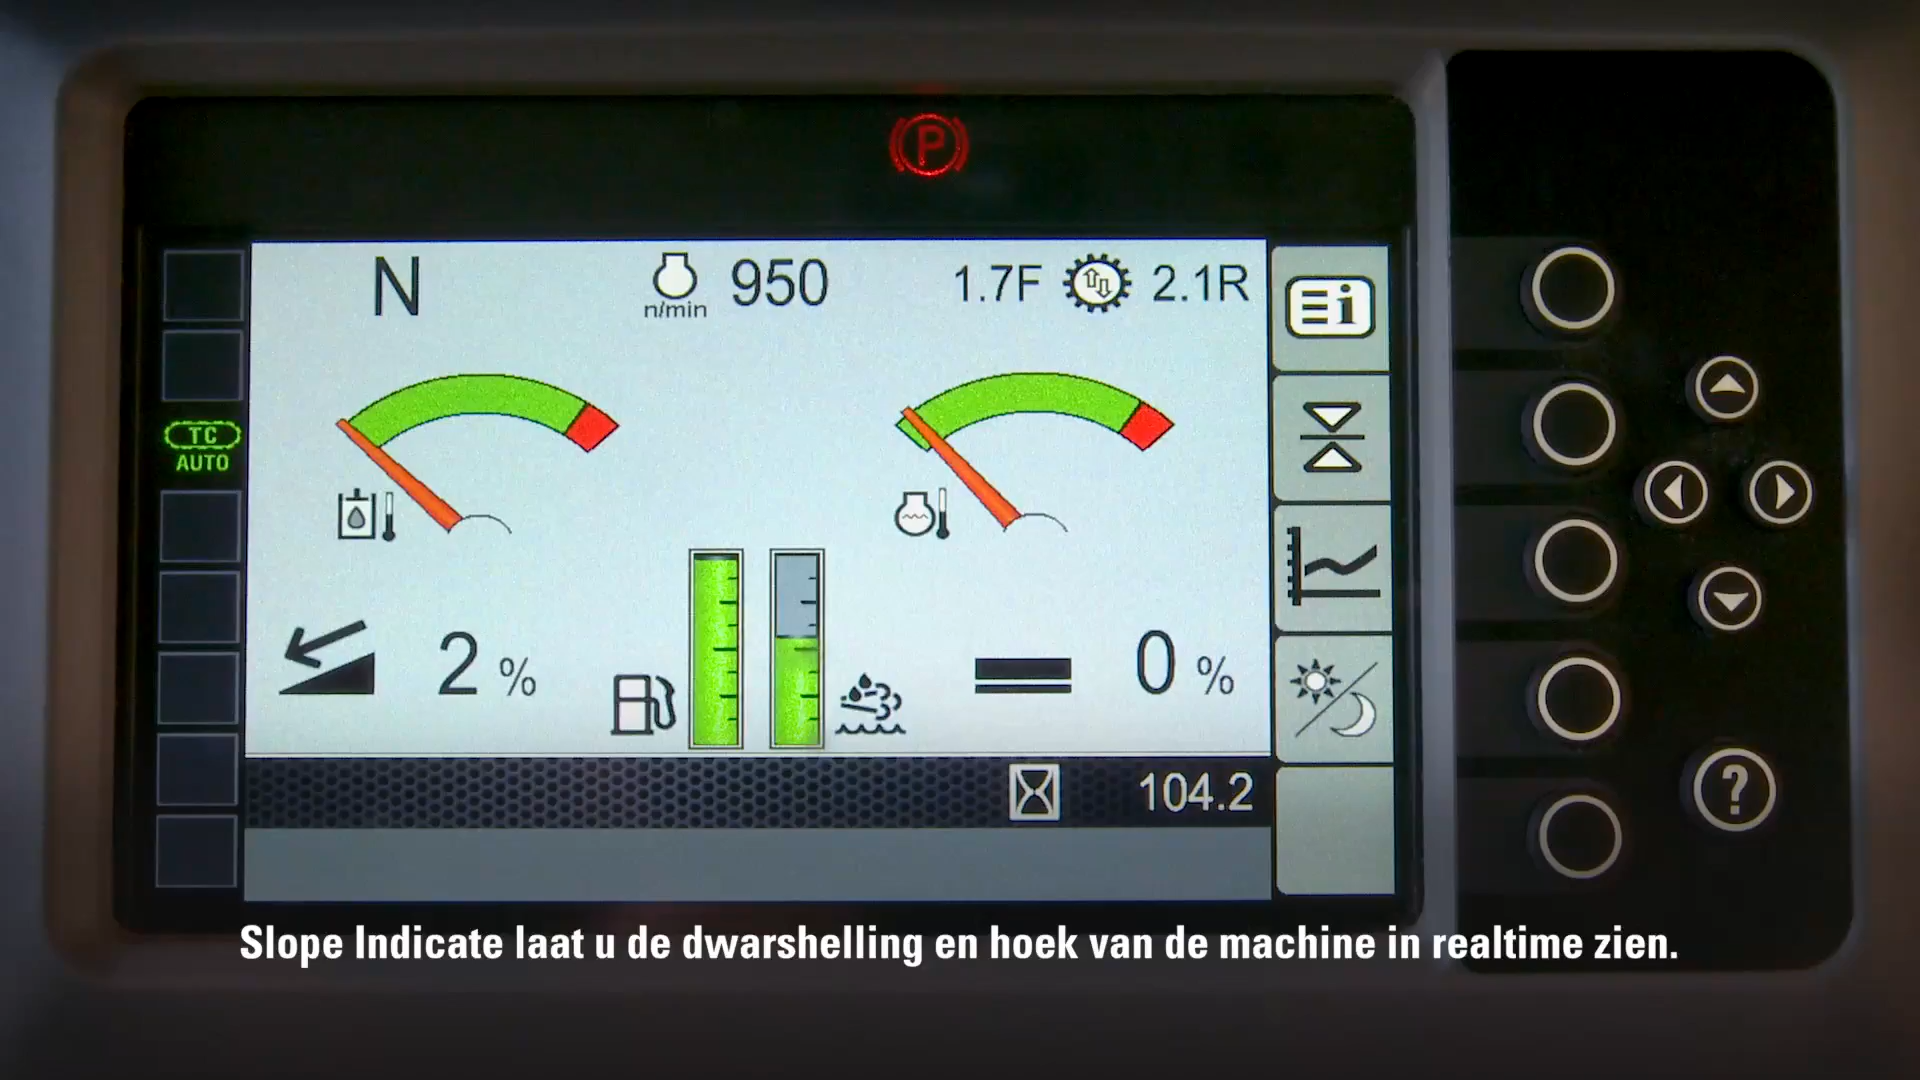 P
N
n/min
950
1.7F
2.1R
TC
AUTO
2 %
0 %
104.2
?
Slope Indicate laat u de dwarshelling en hoek van de machine in realtime zien.